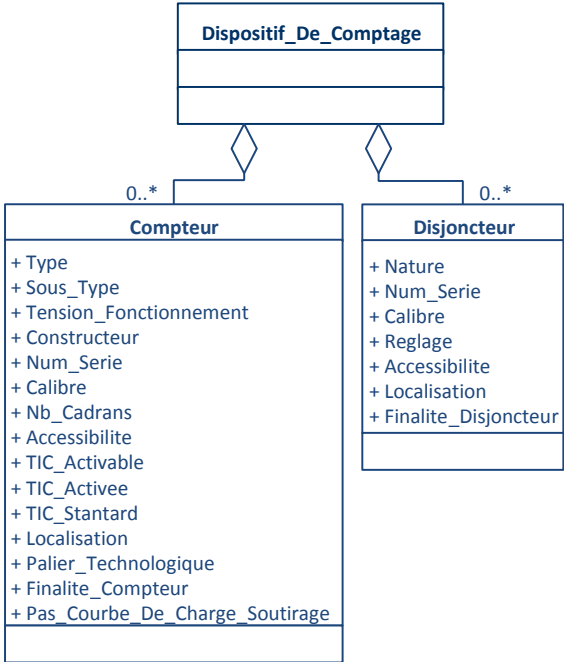 Dispositif_De_Comptage
0..*
0..*
Compteur
+ Type
+ Sous_Type
+ Tension_Fonctionnement
+ Constructeur
+ Num_Serie
+ Calibre
+ Nb_Cadrans
+ Accessibilite
+ TIC_Activable
+ TIC_Activee
+ TIC_Stantard
+ Localisation
+ Palier_Technologique
+ Finalite_Compteur
+ Pas_Courbe_De_Charge_Soutirage
Disjoncteur
+ Nature
+ Num_Serie
+ Calibre
+ Reglage
+ Accessibilite
+ Localisation
+ Finalite_Disjoncteur